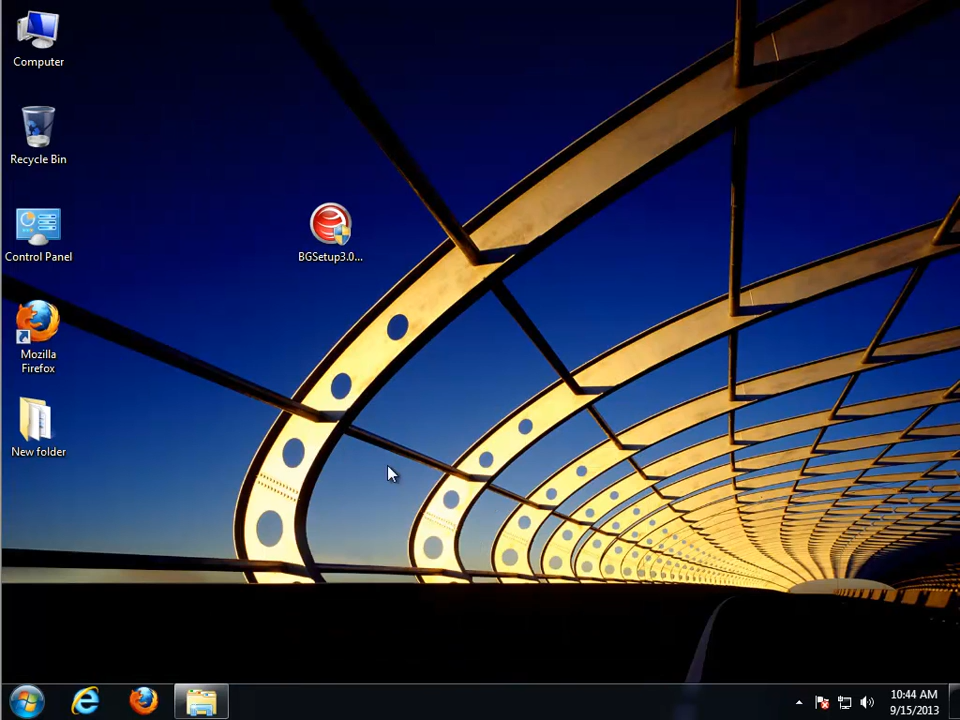 Computer
Recycle Bin
Control Panel
BGSetup3.0...
Mozilla
Firefox
New folder
10:44 AM
9/15/2013